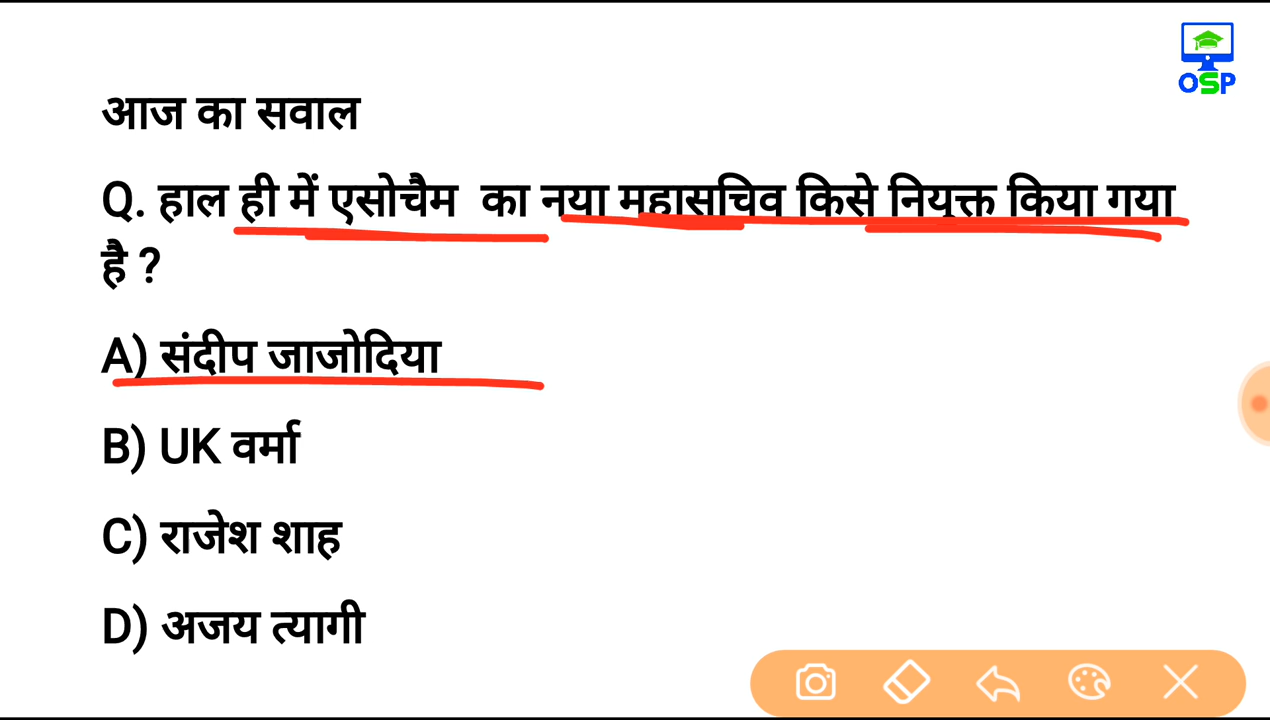 OSP
आज का सवाल
Q. हाल ही में एसोचैम का नया महासचिव किसे नियुक्त किया गया
है ?
A) संदीप जाजोदिया
B) UK वर्मा
C) राजेश शाह
D) अजय त्यागी